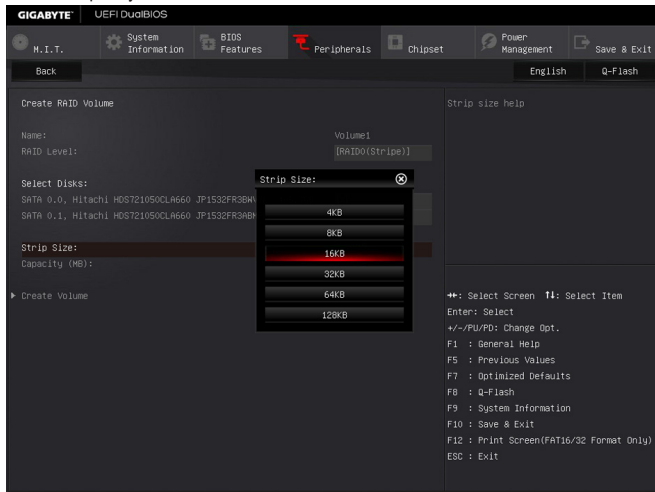 GIGABYTE™ UEFI DualBIOS
M.I.T.
System Information
BIOS Features
Peripherals
Chipset
Power Management
Save & Exit
Back
English
Q-Flash
Create RAID Volume
Name: Volume1
RAID Level: [RAID0(Stripe)]
Select Disks:
SATA 0.0, Hitachi HDS721050CLA660 JP1532FR3BW
SATA 0.1, Hitachi HDS721050CLA660 JP1532FR3AB
Strip Size:
Capacity (MB):
Create Volume
Strip Size:
4KB
8KB
16KB
32KB
64KB
128KB
Strip size help
→←: Select Screen ↑↓: Select Item
Enter: Select
+/-/PU/PD: Change Opt.
F1 : General Help
F5 : Previous Values
F7 : Optimized Defaults
F8 : Q-Flash
F9 : System Information
F10 : Save & Exit
F12 : Print Screen(FAT16/32 Format Only)
ESC : Exit